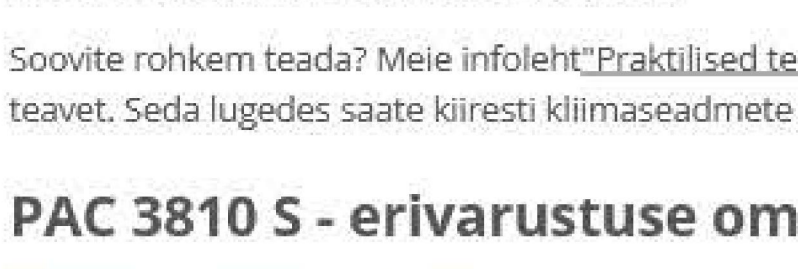 Soovite rohkem teada? Meie infoleht"Praktilised te
teavet. Seda lugedes saate kiiresti kliimaseadmete
PAC 3810 S - erivarustuse om